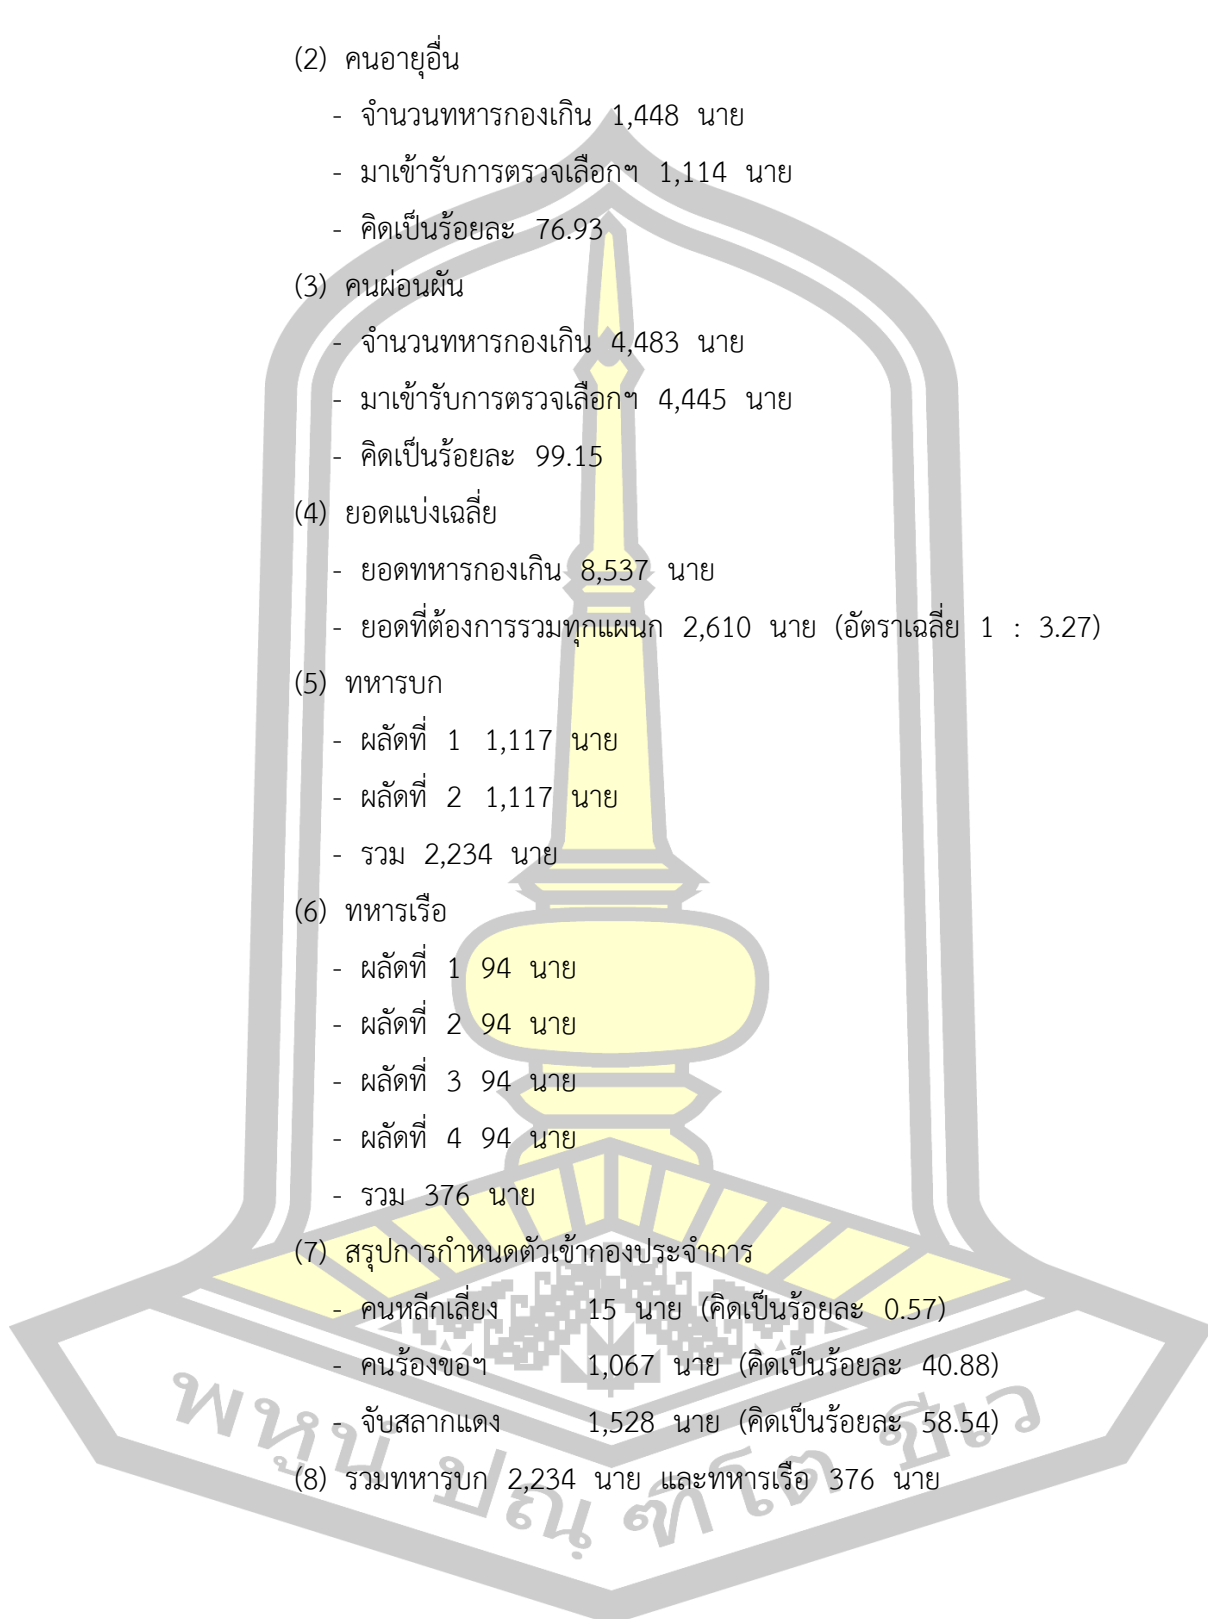 (2) คนอายุอื่น
- จำนวนทหารกองเกิน 1,448 นาย
- มาเข้ารับการตรวจเลือกฯ 1,114 นาย
- คิดเป็นร้อยละ 76.93
(3) คนผ่อนผัน
- จำนวนทหารกองเกิน 4,483 นาย
- มาเข้ารับการตรวจเลือกฯ 4,445 นาย
- คิดเป็นร้อยละ 99.15
(4) ยอดแบ่งเฉลี่ย
- ยอดทหารกองเกิน 8,537 นาย
- ยอดที่ต้องการรวมทุกแผนก 2,610 นาย (อัตราเฉลี่ย 1 : 3.27)
(5) ทหารบก
- ผลัดที่ 1 1,117 นาย
- ผลัดที่ 2 1,117 นาย
- รวม 2,234 นาย
(6) ทหารเรือ
- ผลัดที่ 1 94 นาย
- ผลัดที่ 2 94 นาย
- ผลัดที่ 3 94 นาย
- ผลัดที่ 4 94 นาย
- รวม 376 นาย
(7) สรุปการกำหนดตัวเข้ากองประจำการ
- คนหลีกเลี่ยง 15 นาย (คิดเป็นร้อยละ 0.57)
- คนร้องขอฯ 1,067 นาย (คิดเป็นร้อยละ 40.88)
- จับสลากแดง 1,528 นาย (คิดเป็นร้อยละ 58.54)
(8) รวมทหารบก 2,234 นาย และทหารเรือ 376 นาย
พหูนํ ปณฺฑิโต ชีเว